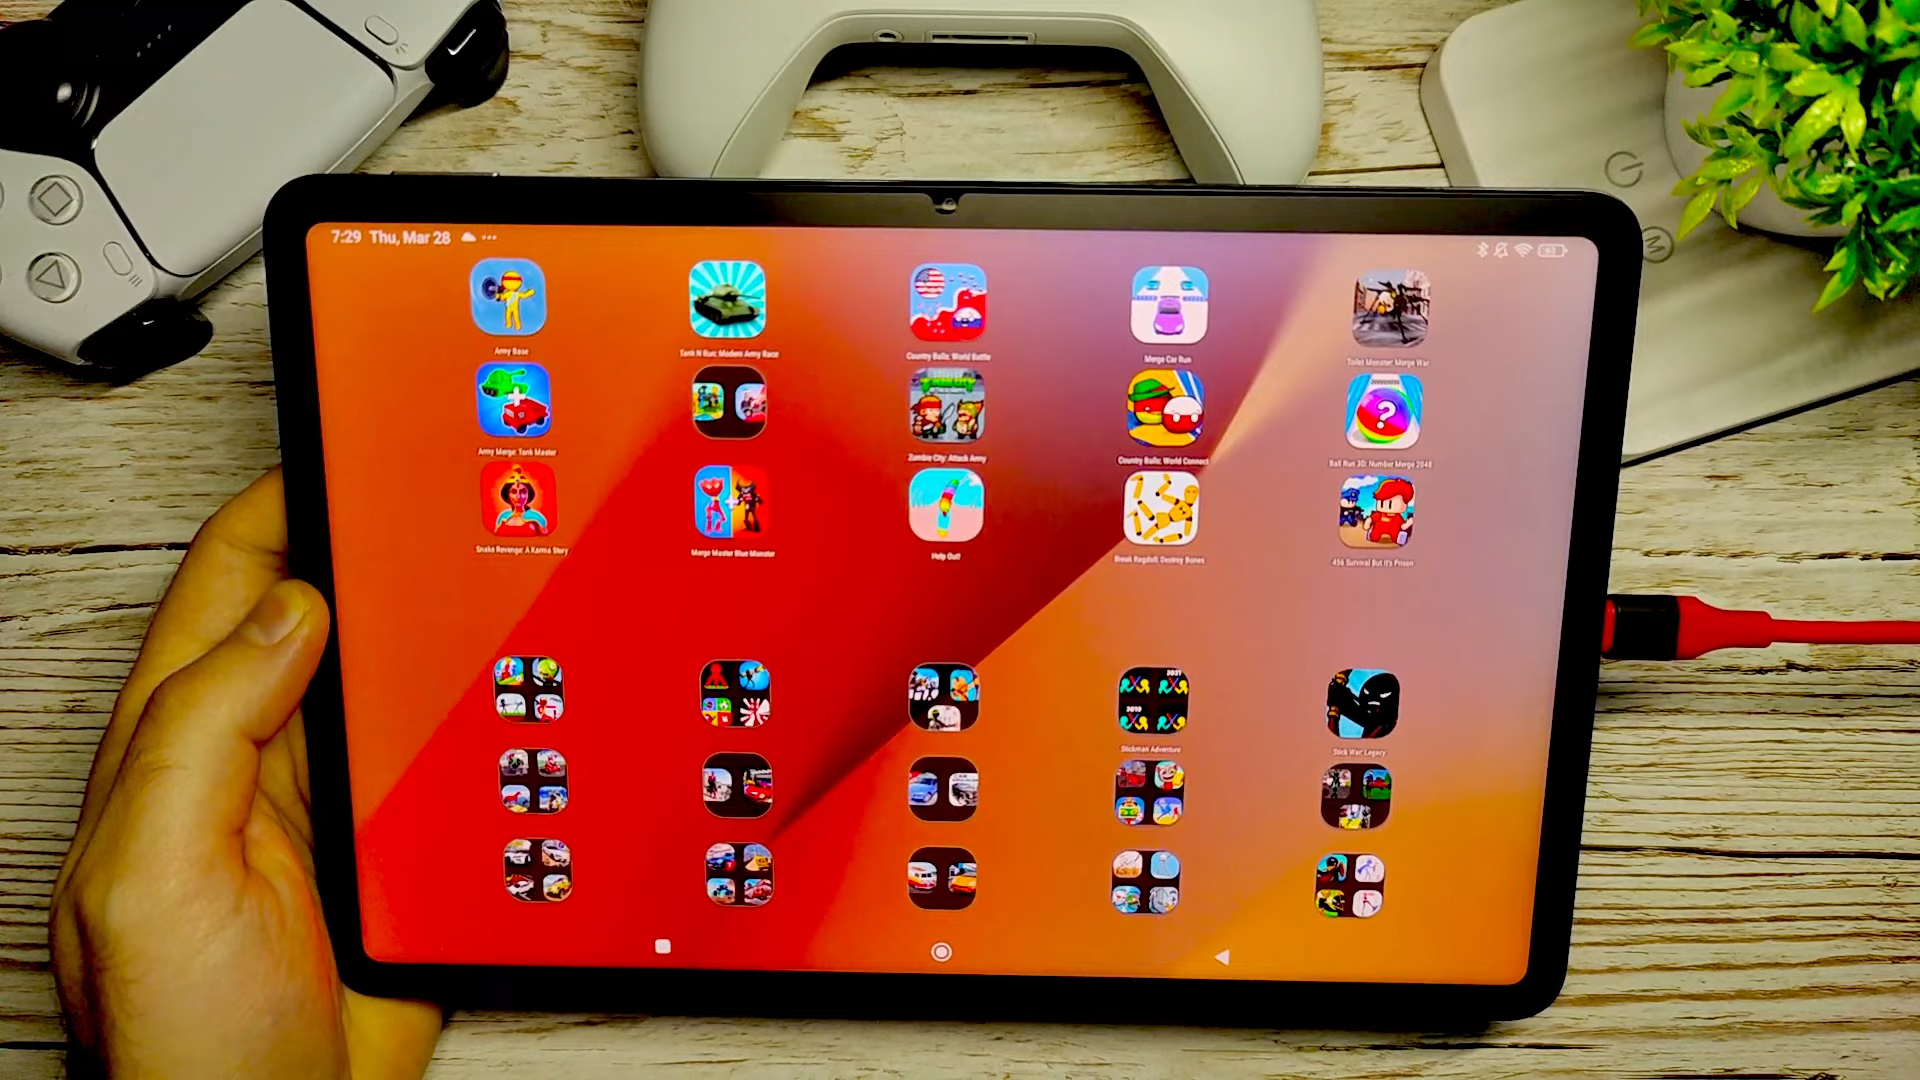 7:29 Thu, Mar 28
63
Army Base
Tank N Run: Modern Army Race
Country Balls: World Battle
Merge Car Run
Toilet Monster: Merge War
Army Merge: Tank Master
Zombie City: Attack Army
Country Balls: World Connect
Ball Run 3D: Number Merge 2048
Snake Revenge: A Karma Story
Merge Master Blue Monster
Help Out!
Break Ragdoll: Destroy Bones
456 Survival But It's Prison
2021
2019
Stickman Adventure
Stick War: Legacy
M